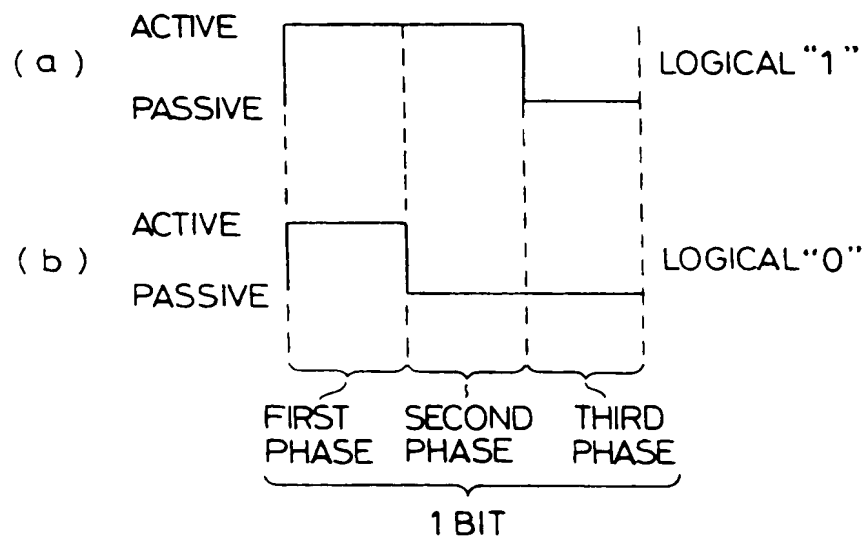 ACTIVE
( a )
LOGICAL "1"
PASSIVE
ACTIVE
( b )
LOGICAL "0"
PASSIVE
FIRST PHASE
SECOND PHASE
THIRD PHASE
1 BIT